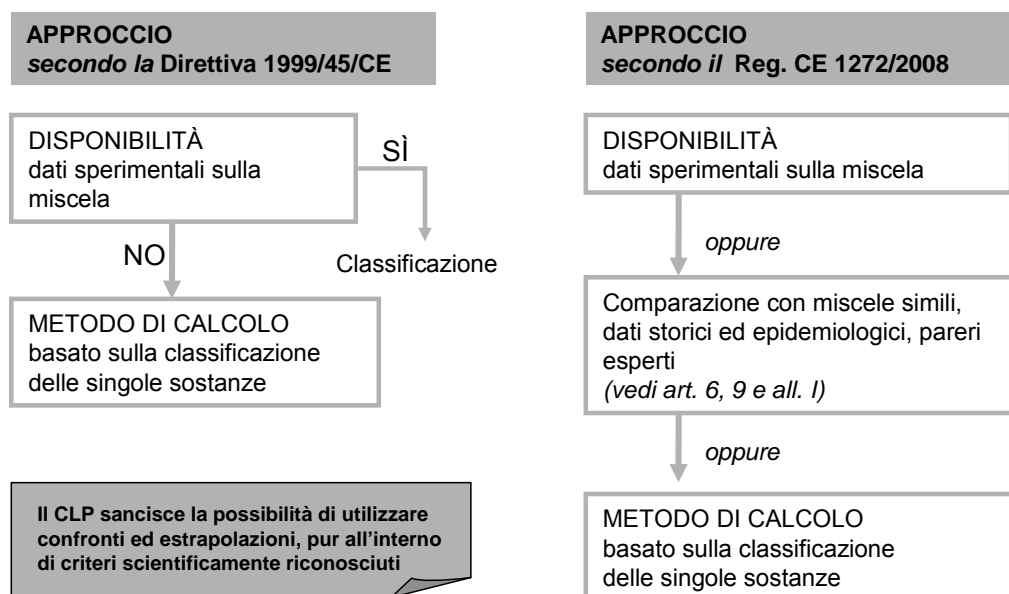 APPROCCIO
secondo la Direttiva 1999/45/CE
DISPONIBILITÀ
dati sperimentali sulla
miscela
SÌ
NO
Classificazione
METODO DI CALCOLO
basato sulla classificazione
delle singole sostanze
Il CLP sancisce la possibilità di utilizzare
confronti ed estrapolazioni, pur all’interno
di criteri scientificamente riconosciuti
APPROCCIO
secondo il Reg. CE 1272/2008
DISPONIBILITÀ
dati sperimentali sulla miscela
oppure
Comparazione con miscele simili,
dati storici ed epidemiologici, pareri
esperti
(vedi art. 6, 9 e all. I)
oppure
METODO DI CALCOLO
basato sulla classificazione
delle singole sostanze